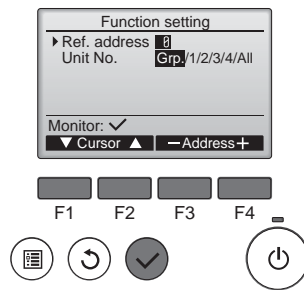 Function setting
Ref. address 0
Unit No. Grp./1/2/3/4/All
Monitor:
Cursor
−Address+
F1 F2 F3 F4